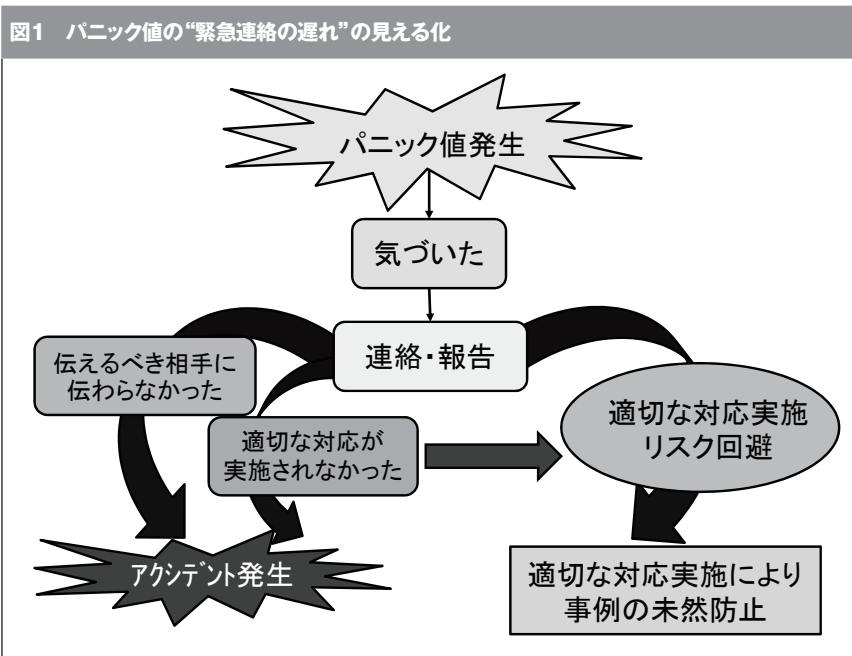 図1 パニック値の“緊急連絡の遅れ”の見える化
パニック値発生
気づいた
連絡・報告
伝えるべき相手に
伝わらなかった
適切な対応が
実施されなかった
適切な対応実施
リスク回避
アクシデント発生
適切な対応実施により
事例の未然防止